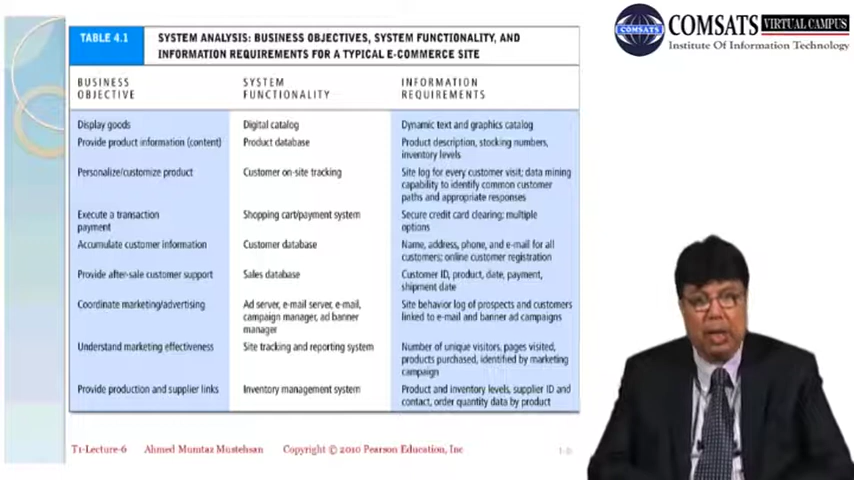 TABLE 4.1
SYSTEM ANALYSIS: BUSINESS OBJECTIVES, SYSTEM FUNCTIONALITY, AND
INFORMATION REQUIREMENTS FOR A TYPICAL E-COMMERCE SITE
COMSATS
COMSATS VIRTUAL CAMPUS
Institute Of Information Technology
BUSINESS
OBJECTIVE
SYSTEM
FUNCTIONALITY
INFORMATION
REQUIREMENTS
Display goods
Digital catalog
Dynamic text and graphics catalog
Provide product information (content)
Product database
Product description, stocking numbers,
inventory levels
Personalize/customize product
Customer on-site tracking
Site log for every customer visit; data mining
capability to identify common customer
paths and appropriate responses
Execute a transaction
payment
Shopping cart/payment system
Secure credit card clearing; multiple
options
Accumulate customer information
Customer database
Name, address, phone, and e-mail for all
customers; online customer registration
Provide after-sale customer support
Sales database
Customer ID, product, date, payment,
shipment date
Coordinate marketing/advertising
Ad server, e-mail server, e-mail,
campaign manager, ad banner
manager
Site behavior log of prospects and customers
linked to e-mail and banner ad campaigns
Understand marketing effectiveness
Site tracking and reporting system
Number of unique visitors, pages visited,
products purchased, identified by marketing
campaign
Provide production and supplier links
Inventory management system
Product and inventory levels, supplier ID and
contact, order quantity data by product
T1-Lecture-6 Ahmed Mumtaz Mustehsan Copyright © 2010 Pearson Education, Inc